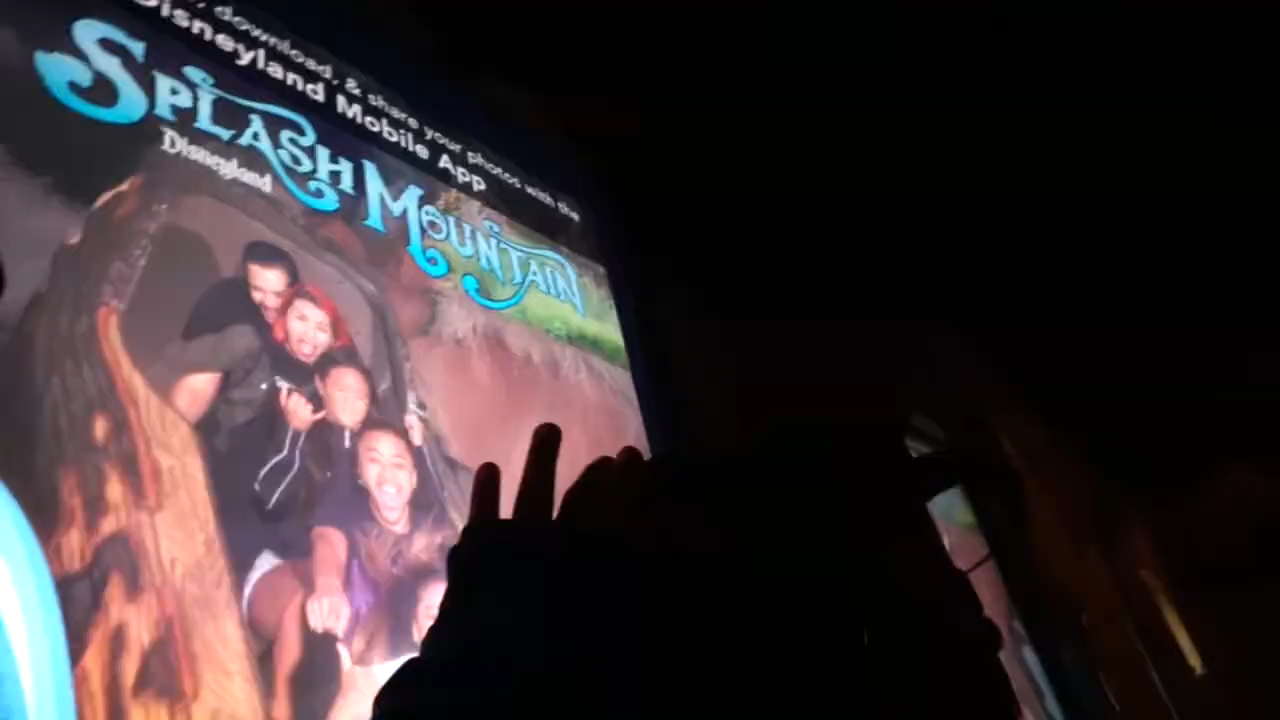 , download, & share your photos with the
Disneyland Mobile App
SPLASH MOUNTAIN
Disneyland